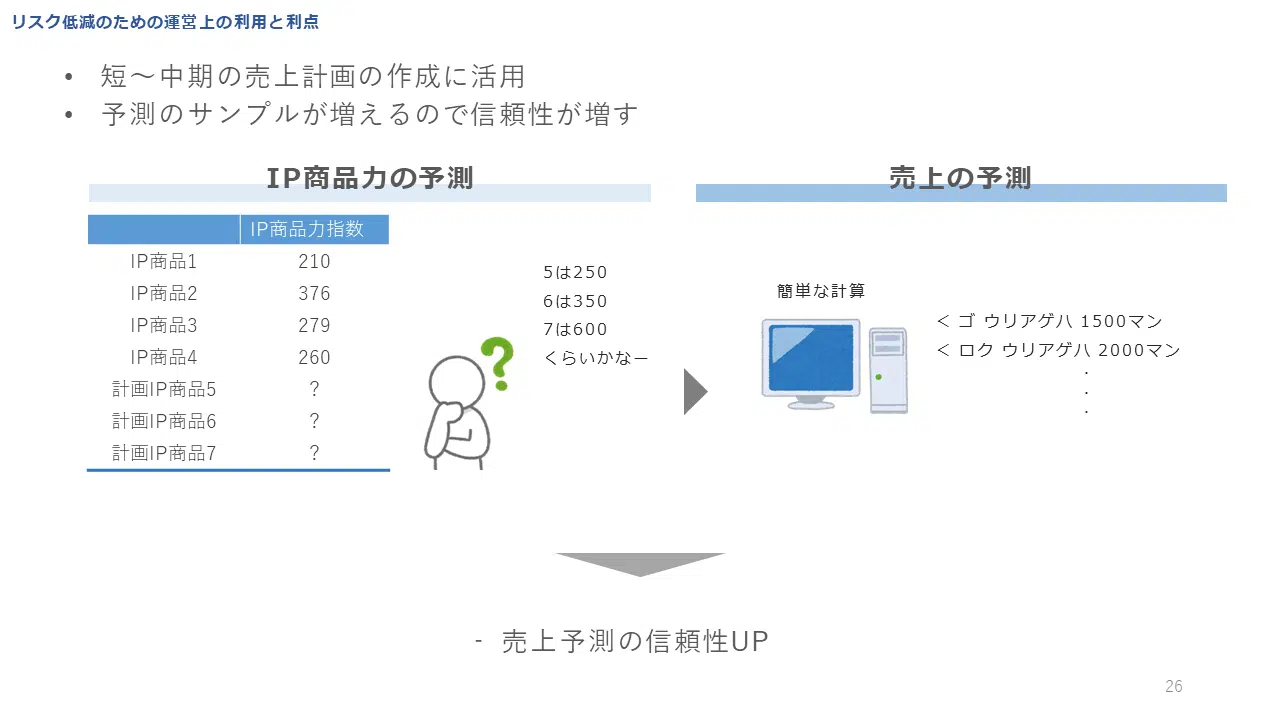 リスク低減のための運営上の利用と利点
• 短～中期の売上計画の作成に活用
• 予測のサンプルが増えるので信頼性が増す
IP商品力の予測
IP商品力指数
IP商品1 210
IP商品2 376
IP商品3 279
IP商品4 260
計画IP商品5 ?
計画IP商品6 ?
計画IP商品7 ?
5は250
6は350
7は600
くらいかなー
?
売上の予測
簡単な計算
< ゴ ウリアゲハ 1500マン
< ロク ウリアゲハ 2000マン
・
・
・
- 売上予測の信頼性UP
26